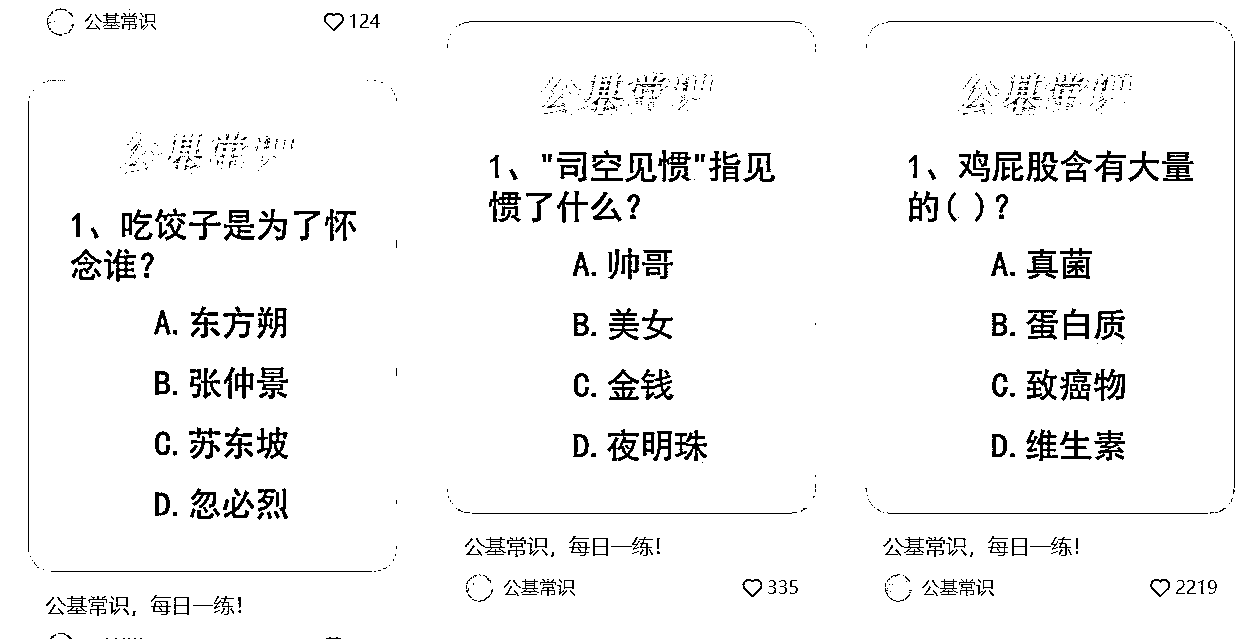 公基常识 124
公基常识
1、吃饺子是为了怀
念谁?
A.东方朔
B.张仲景
C.苏东坡
D.忽必烈
公基常识，每日一练!
公基常识
1、"司空见惯"指见
惯了什么?
A.帅哥
B.美女
C.金钱
D.夜明珠
公基常识，每日一练!
公基常识 335
公基常识
1、鸡屁股含有大量
的( )?
A.真菌
B.蛋白质
C.致癌物
D.维生素
公基常识，每日一练!
公基常识 2219